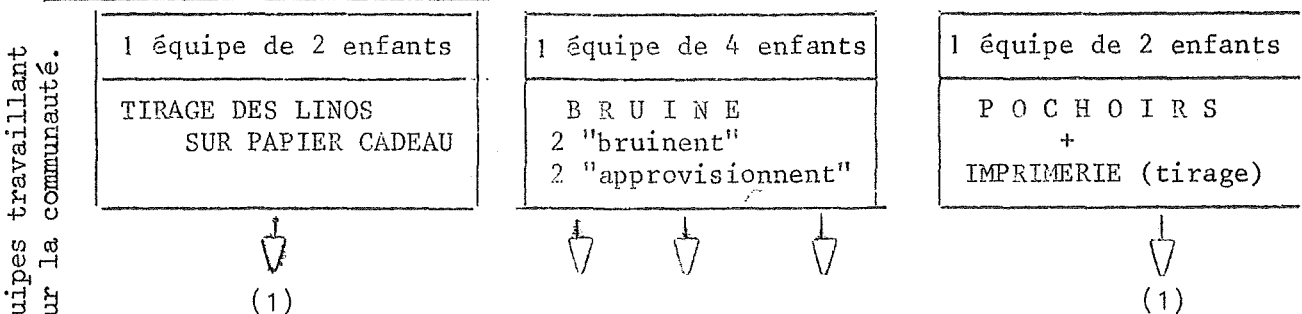 uipes travaillant
ur la communauté.
1 équipe de 2 enfants
TIRAGE DES LINOS
SUR PAPIER CADEAU
(1)
1 équipe de 4 enfants
B R U I N E
2 "bruinent"
2 "approvisionnent"
1 équipe de 2 enfants
P O C H O I R S
+
IMPRIMERIE (tirage)
(1)